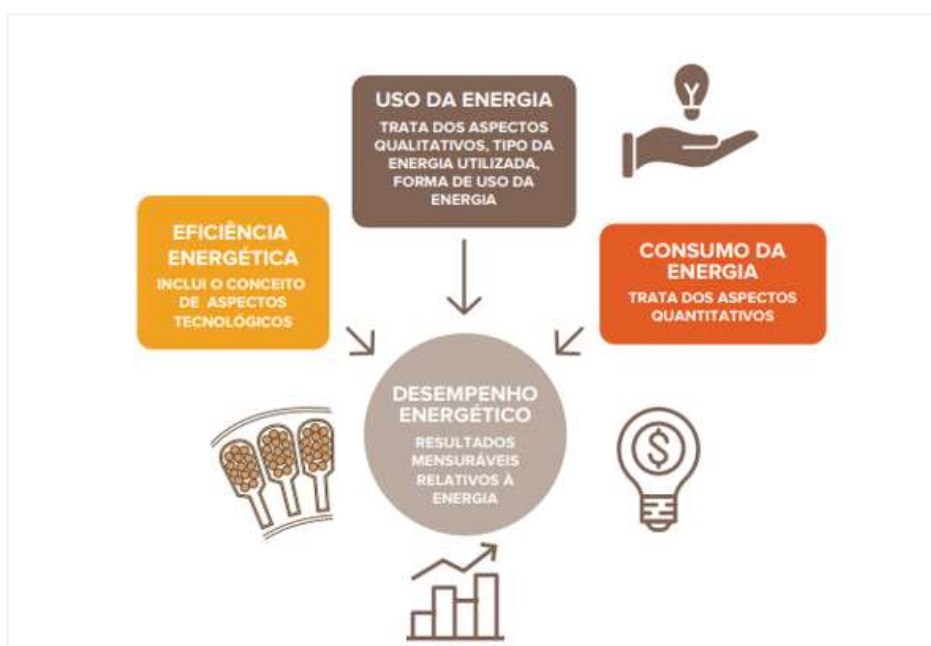 USO DA ENERGIA
TRATA DOS ASPECTOS
QUALITATIVOS, TIPO DA
ENERGIA UTILIZADA,
FORMA DE USO DA
ENERGIA
EFICIÊNCIA
ENERGÉTICA
INCLUI O CONCEITO
DE ASPECTOS
TECNOLÓGICOS
CONSUMO DA
ENERGIA
TRATA DOS ASPECTOS
QUANTITATIVOS
DESEMPENHO
ENERGÉTICO
RESULTADOS
MENSURÁVEIS
RELATIVOS À
ENERGIA
$